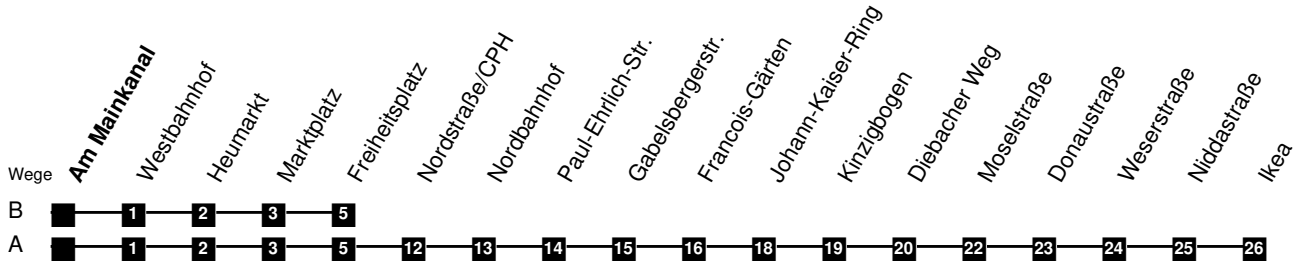 Am Mainkanal
Westbahnhof
Heumarkt
Marktplatz
Freiheitsplatz
Nordstraße/CPH
Nordbahnhof
Paul-Ehrlich-Str.
Gabelsbergerstr.
Francois-Gärten
Johann-Kaiser-Ring
Kinzigbogen
Diebacher Weg
Moselstraße
Donaustraße
Weserstraße
Niddastraße
Ikea
Wege
B 1 2 3 5
A 1 2 3 5 12 13 14 15 16 18 19 20 22 23 24 25 26